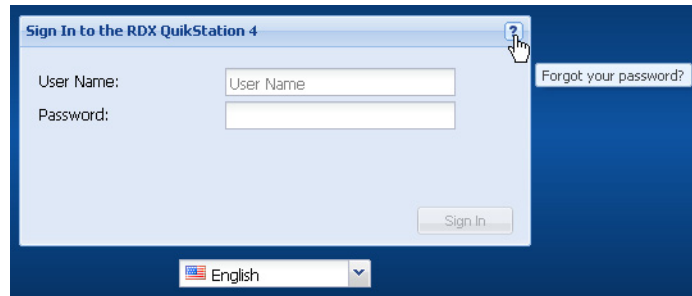 Sign In to the RDX QuikStation 4
?
Forgot your password?
User Name:
User Name
Password:
Sign In
English